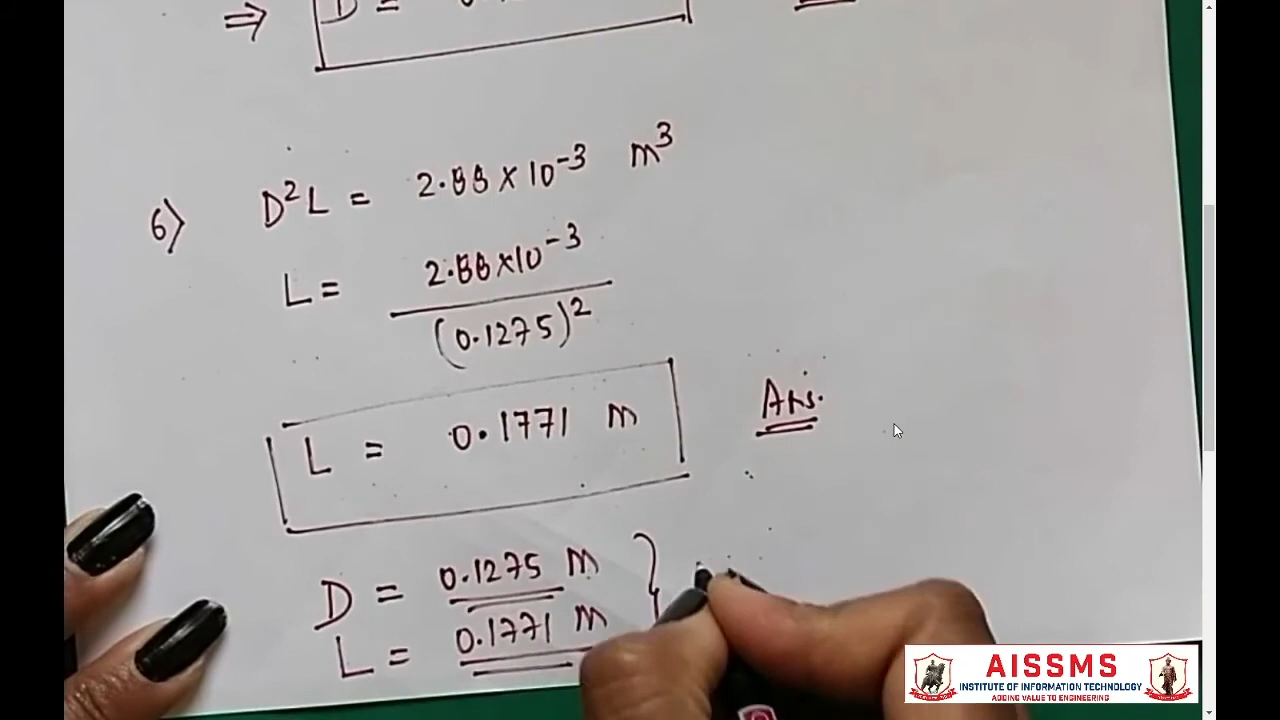 ⇒ D =
6) D²L = 2.88 × 10⁻³ m³
L = 2.88 × 10⁻³ / (0.1275)²
L = 0.1771 m Ans.
D = 0.1275 m
L = 0.1771 m
AISSMS
INSTITUTE OF INFORMATION TECHNOLOGY
ADDING VALUE TO ENGINEERING